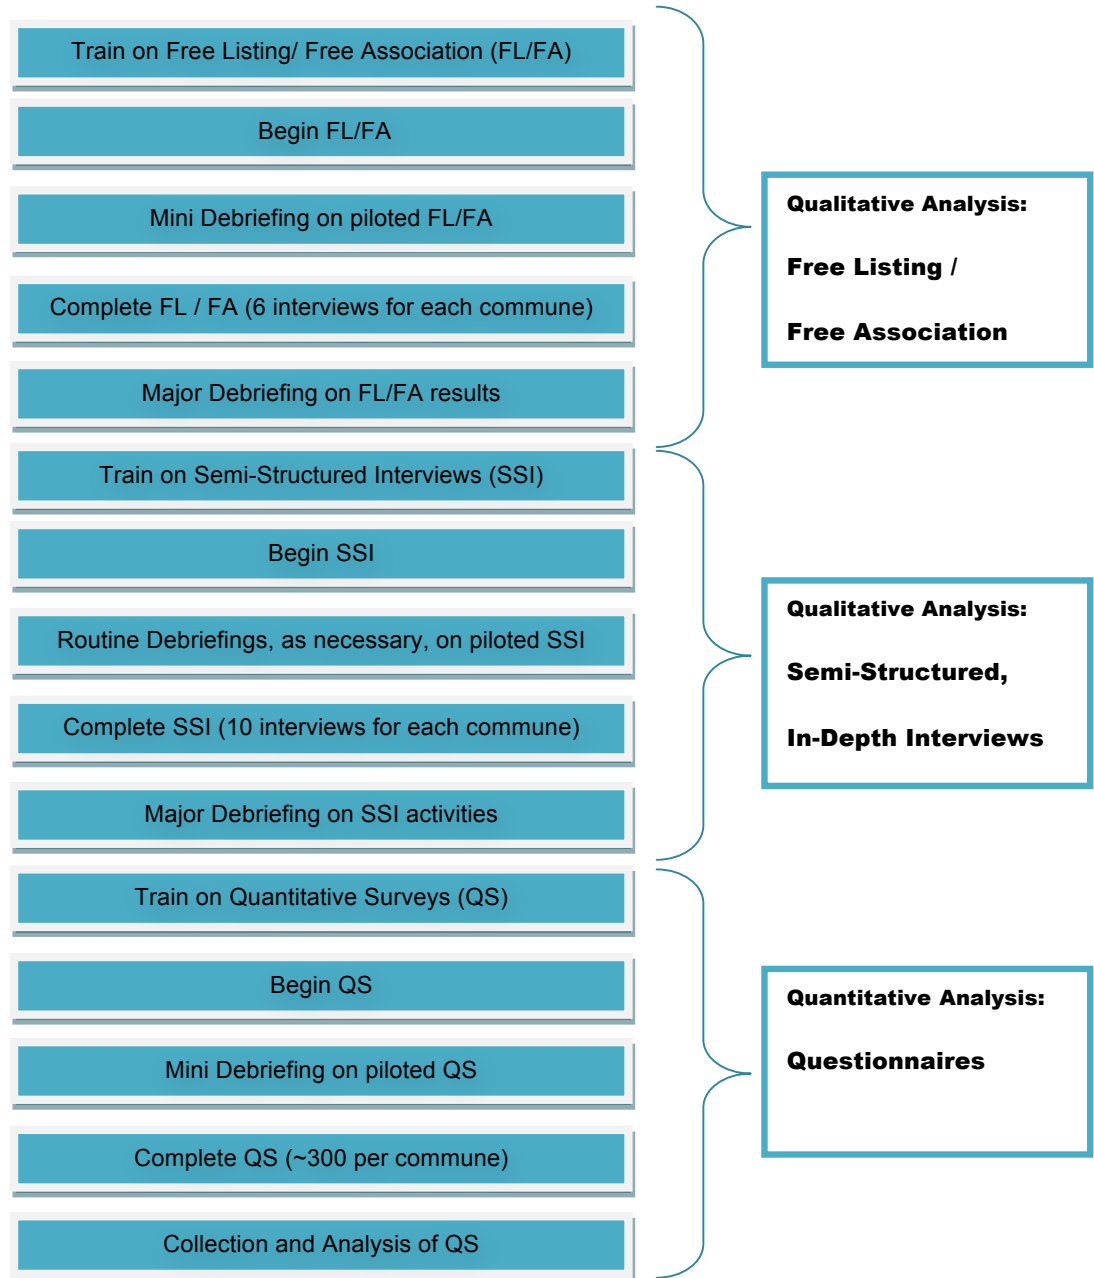 Train on Free Listing/ Free Association (FL/FA)
Begin FL/FA
Mini Debriefing on piloted FL/FA
Complete FL / FA (6 interviews for each commune)
Major Debriefing on FL/FA results
Qualitative Analysis:
Free Listing /
Free Association
Train on Semi-Structured Interviews (SSI)
Begin SSI
Routine Debriefings, as necessary, on piloted SSI
Complete SSI (10 interviews for each commune)
Major Debriefing on SSI activities
Qualitative Analysis:
Semi-Structured,
In-Depth Interviews
Train on Quantitative Surveys (QS)
Begin QS
Mini Debriefing on piloted QS
Complete QS (~300 per commune)
Collection and Analysis of QS
Quantitative Analysis:
Questionnaires